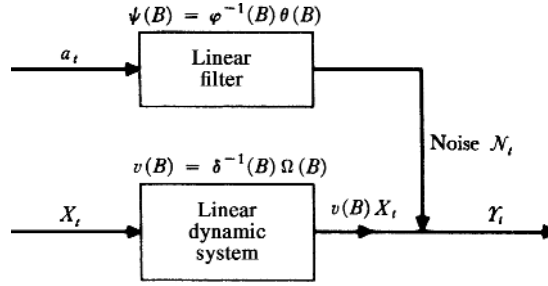 ψ(B) = φ⁻¹(B) θ(B)
a_t
Linear
filter
Noise N_t
v(B) = δ⁻¹(B) Ω(B)
X_t
Linear
dynamic
system
v(B) X_t
Y_t